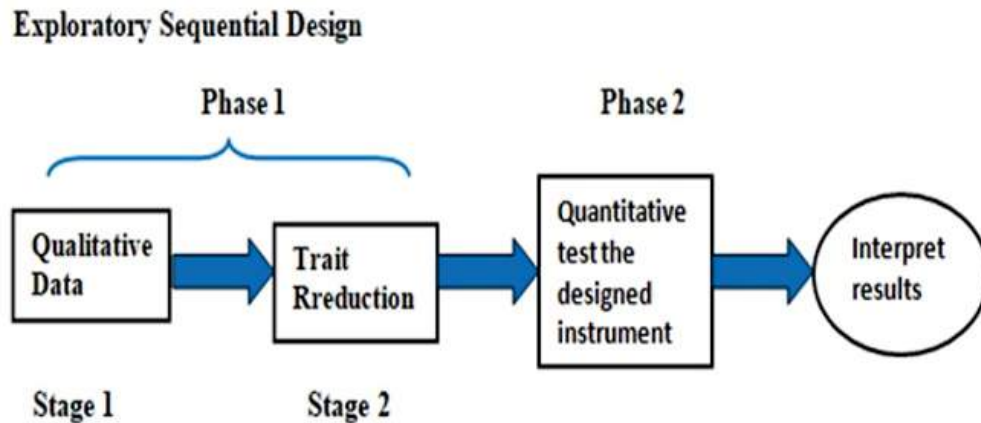 Exploratory Sequential Design
Phase 1
Phase 2
Qualitative
Data
Trait
Rreduction
Quantitative
test the
designed
instrument
Interpret
results
Stage 1
Stage 2